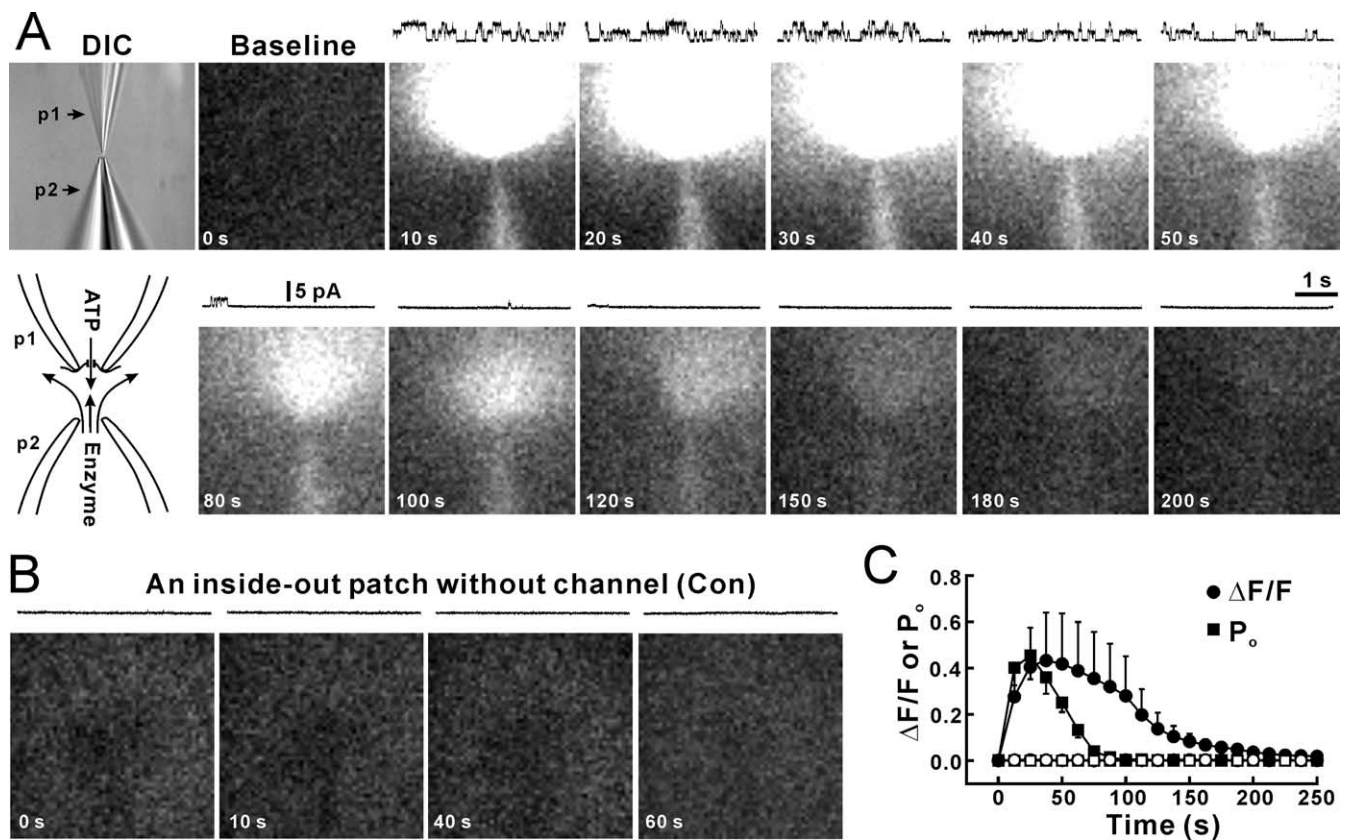 A
DIC
Baseline
p1
p2
0 s
10 s
20 s
30 s
40 s
50 s
5 pA
1 s
p1
ATP
p2
Enzyme
80 s
100 s
120 s
150 s
180 s
200 s
B
An inside-out patch without channel (Con)
0 s
10 s
40 s
60 s
C
ΔF/F or Po
0.8
0.6
0.4
0.2
0.0
ΔF/F
Po
0 50 100 150 200 250
Time (s)